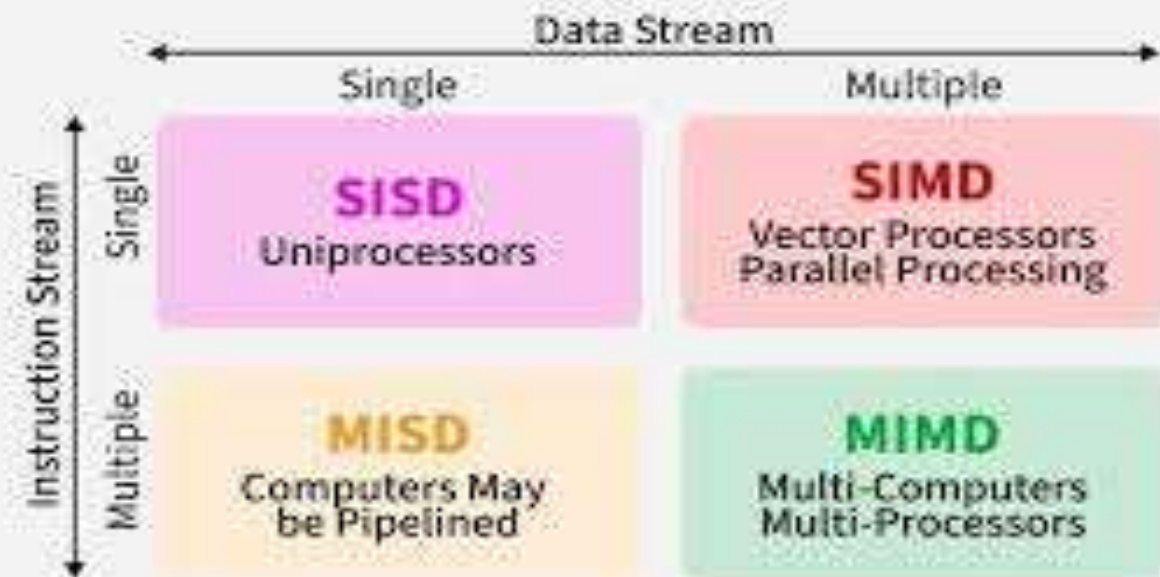 Data Stream
Single
Multiple
Instruction Stream
Single
SISD
Uniprocessors
SIMD
Vector Processors
Parallel Processing
Multiple
MISD
Computers May
be Pipelined
MIMD
Multi-Computers
Multi-Processors